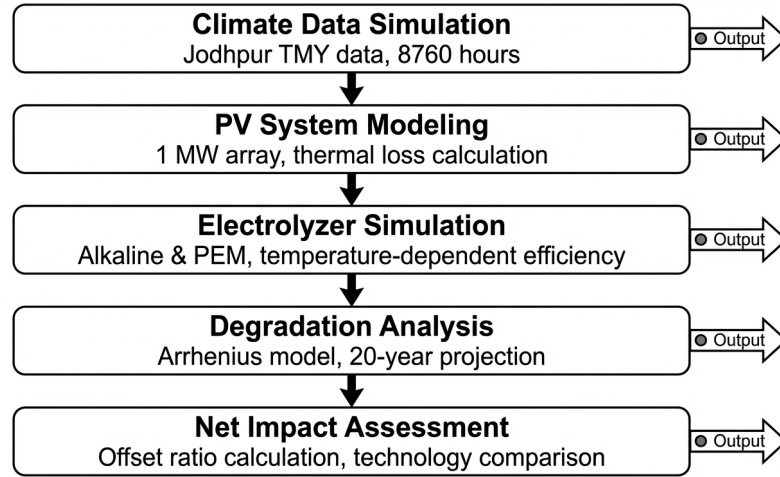 Climate Data Simulation
Jodhpur TMY data, 8760 hours
Output
PV System Modeling
1 MW array, thermal loss calculation
Output
Electrolyzer Simulation
Alkaline & PEM, temperature-dependent efficiency
Output
Degradation Analysis
Arrhenius model, 20-year projection
Output
Net Impact Assessment
Offset ratio calculation, technology comparison
Output